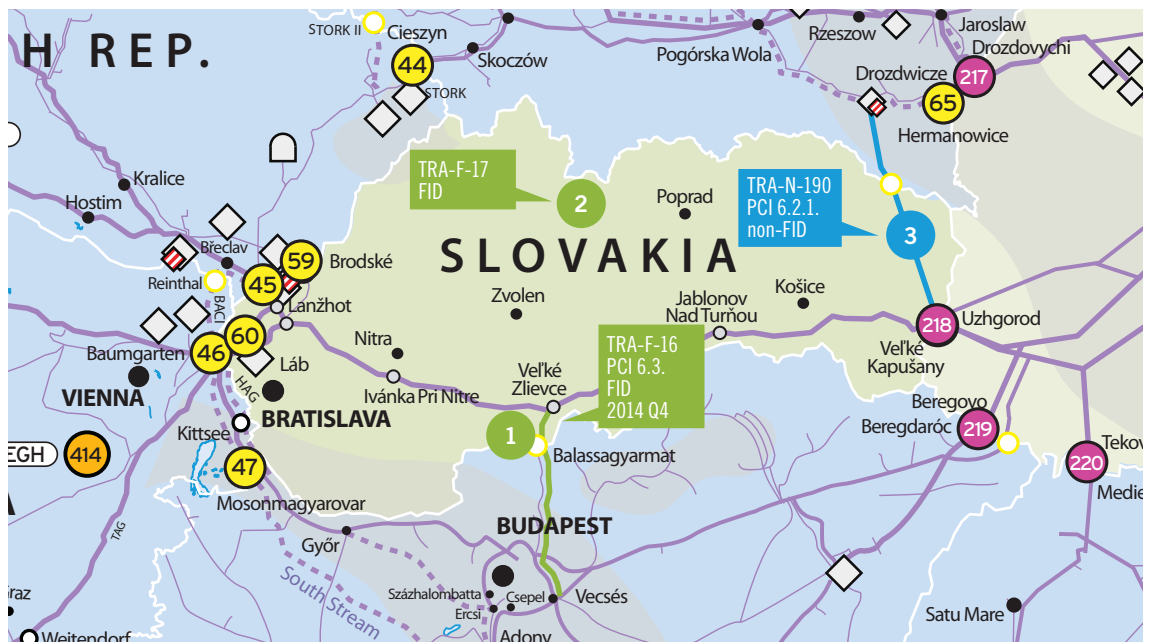 STORK II
Cieszyn
H REP.
44
Skoczów
STORK
Pogórska Wola
Rzeszow
Jaroslaw
Drozdovychi
Drozdwicze
217
65
Hermanowice
Kralice
Hostim
TRA-F-17
FID
2
Poprad
TRA-N-190
PCI 6.2.1.
non-FID
3
SLOVAKIA
Břeclav
59
Brodské
Reinthal
45
BACI
Lanžhot
Zvolen
Košice
Jablonov
Nad Turňou
218
Uzhgorod
Veľké
Kapušany
60
46
Baumgarten
Láb
Nitra
TRA-F-16
PCI 6.3.
FID
2014 Q4
VIENNA
HAG
BRATISLAVA
Ivánka Pri Nitre
Veľké
Zlievce
Beregovo
Beregdaróc
219
EGH
414
Kittsee
1
Balassagyarmat
47
Mosonmagyarovar
220
Tekov
Medie
TAG
Győr
BUDAPEST
South Stream
Százhalombatta
Csepel
Ercsi
Vecsés
Adony
Satu Mare
raz
Weitendorf